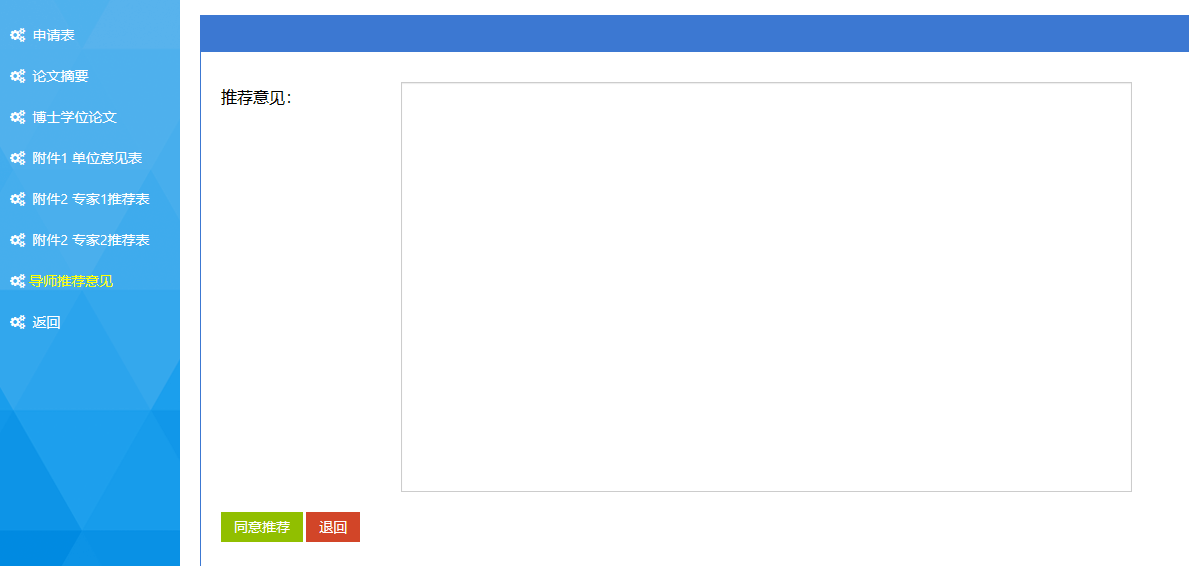 申请表
论文摘要
博士学位论文
附件1 单位意见表
附件2 专家1推荐表
附件2 专家2推荐表
导师推荐意见
返回
推荐意见：
同意推荐 退回